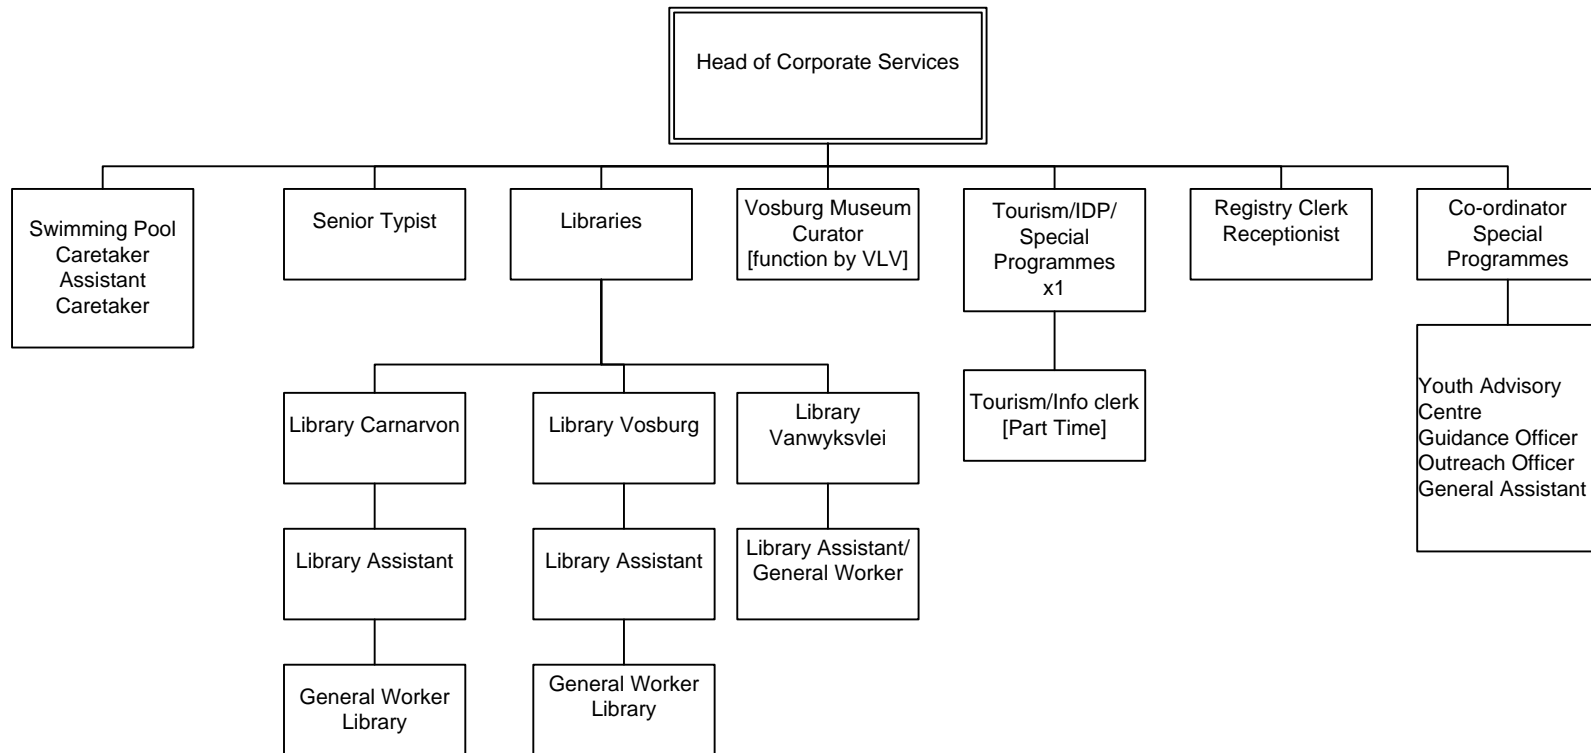 Head of Corporate Services
Swimming Pool
Caretaker
Assistant
Caretaker
Senior Typist
Libraries
Vosburg Museum
Curator
[function by VLV]
Tourism/IDP/
Special
Programmes
x1
Registry Clerk
Receptionist
Co-ordinator
Special
Programmes
Library Carnarvon
Library Vosburg
Library
Vanwyksvlei
Tourism/Info clerk
[Part Time]
Youth Advisory
Centre
Guidance Officer
Outreach Officer
General Assistant
Library Assistant
Library Assistant
Library Assistant/
General Worker
General Worker
Library
General Worker
Library